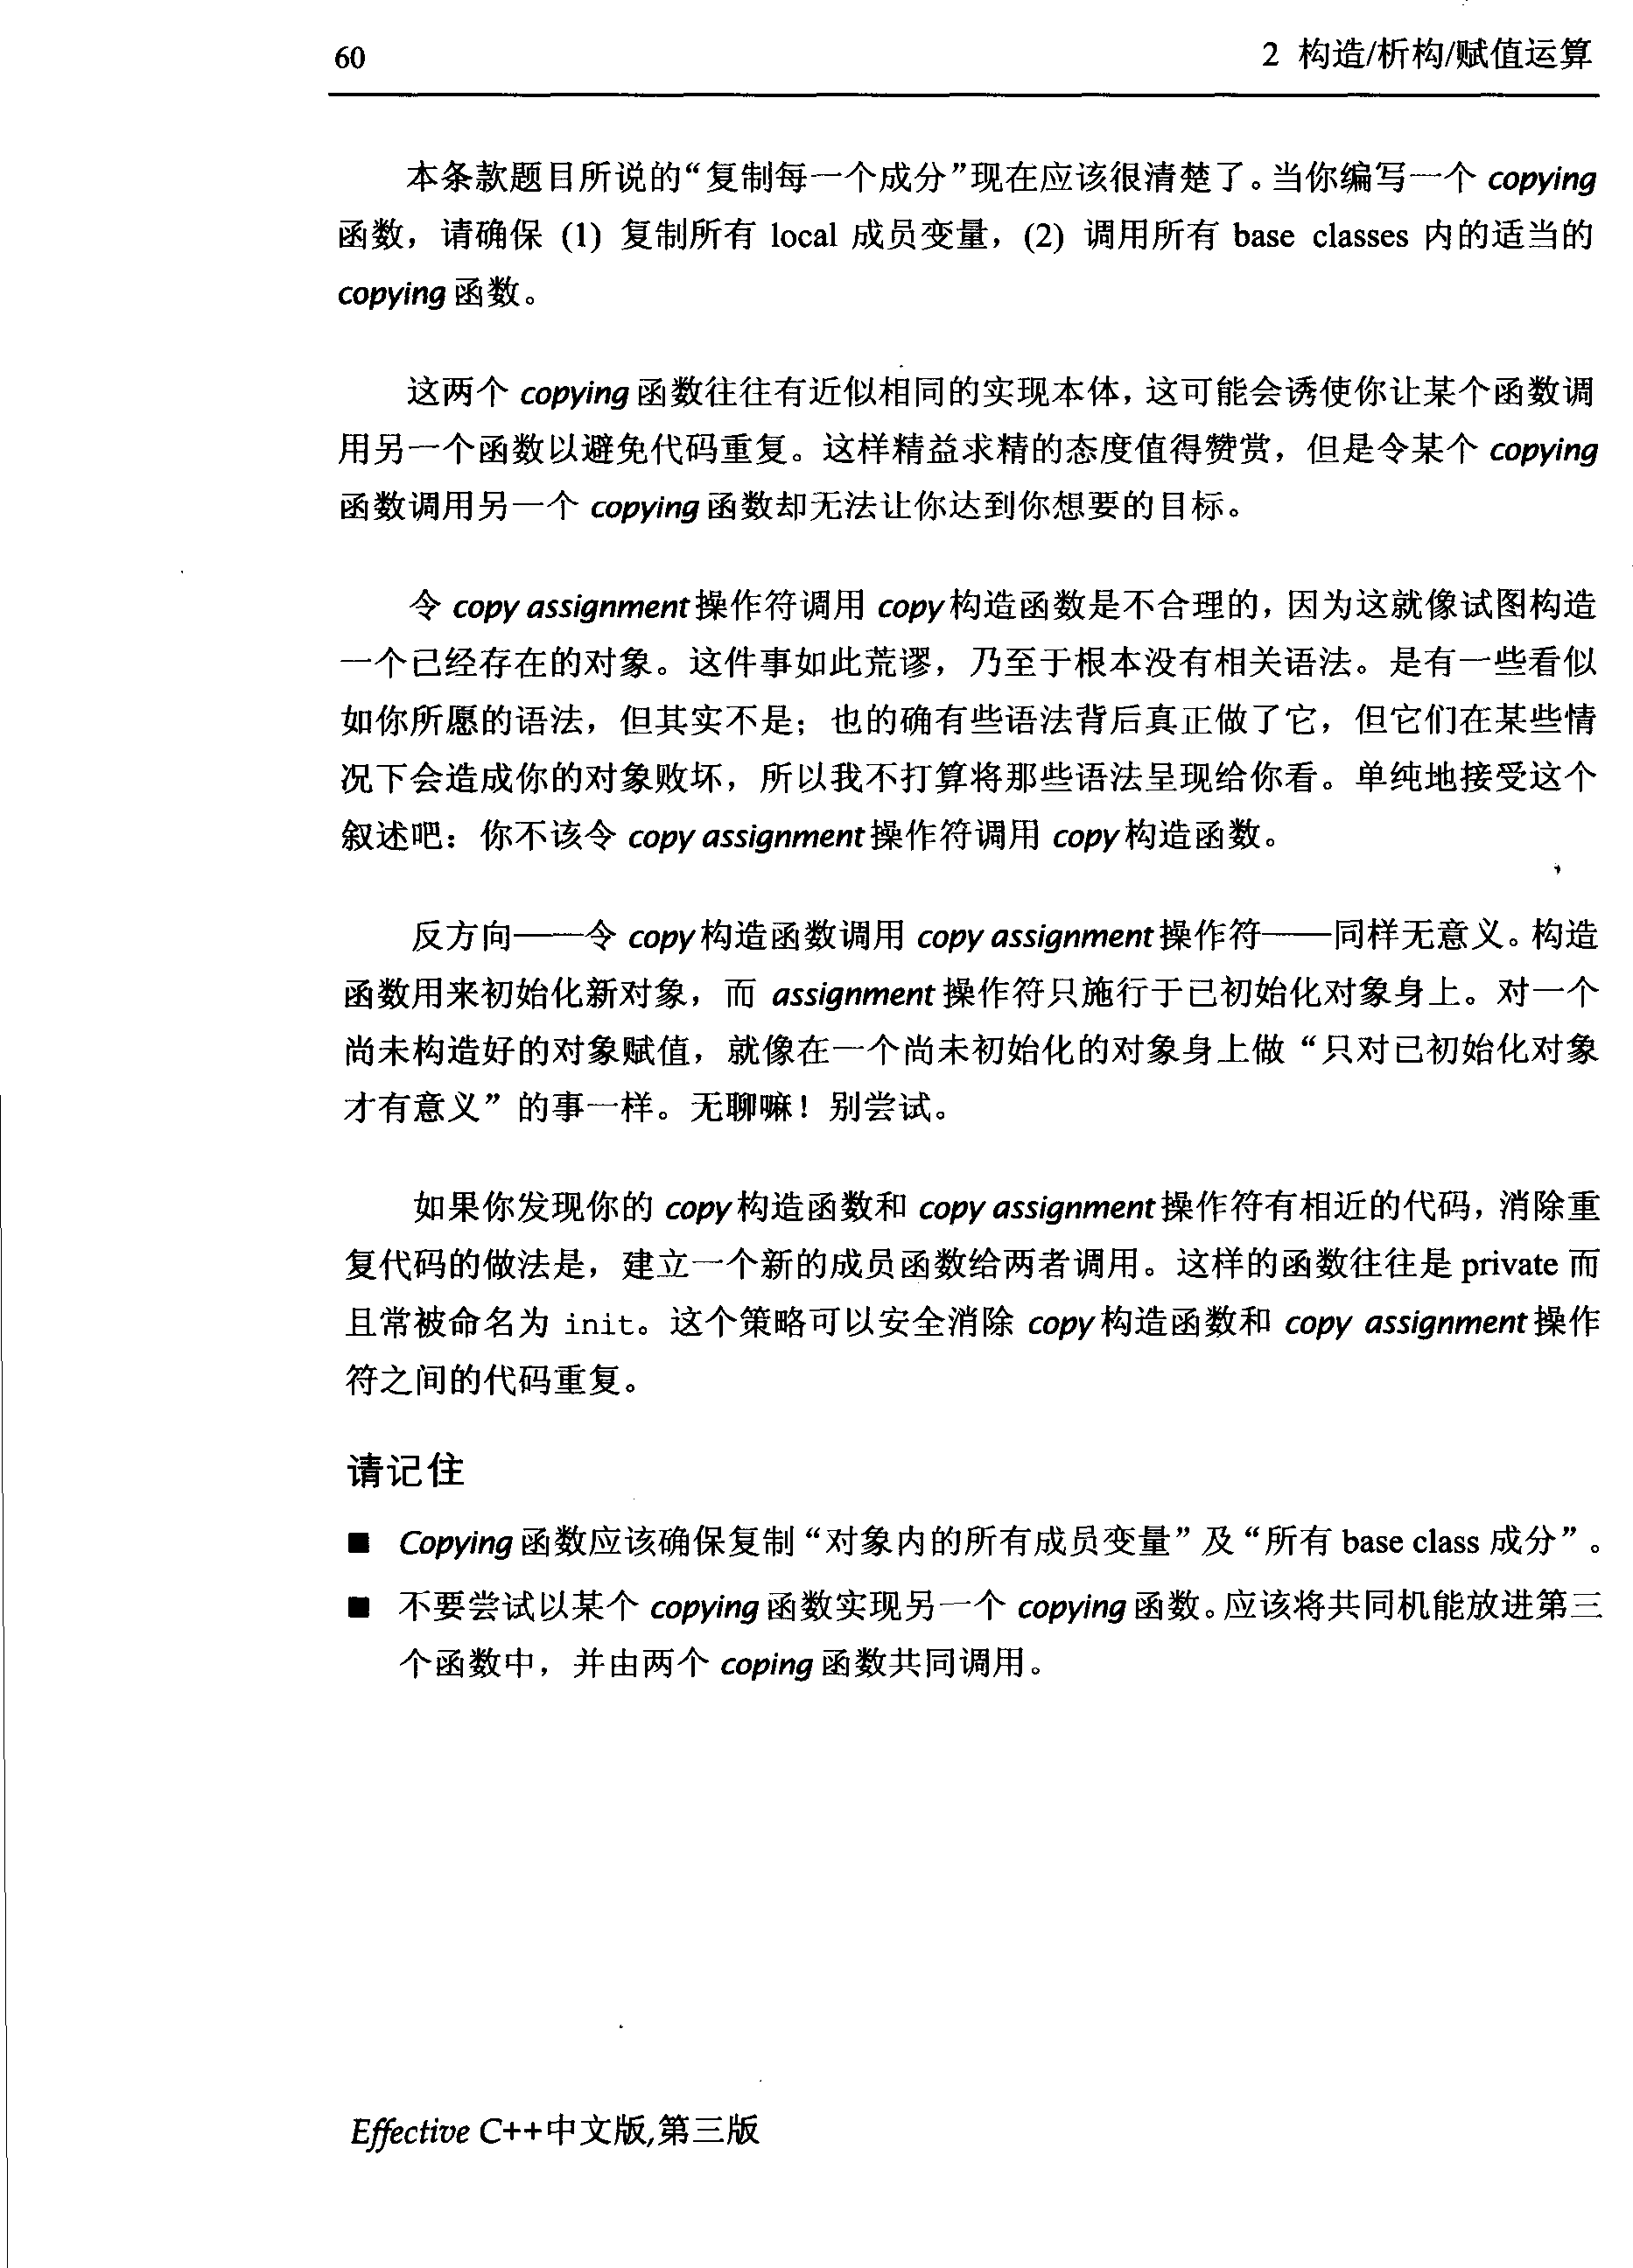 60 2 构造/析构/赋值运算
本条款题目所说的“复制每一个成分”现在应该很清楚了。当你编写一个 copying
函数，请确保 (1) 复制所有 local 成员变量，(2) 调用所有 base classes 内的适当的
copying 函数。
这两个 copying 函数往往有近似相同的实现本体，这可能会诱使你让某个函数调
用另一个函数以避免代码重复。这样精益求精的态度值得赞赏，但是令某个 copying
函数调用另一个 copying 函数却无法让你达到你想要的目标。
令 copy assignment 操作符调用 copy 构造函数是不合理的，因为这就像试图构造
一个已经存在的对象。这件事如此荒谬，乃至于根本没有相关语法。是有一些看似
如你所愿的语法，但其实不是；也的确有些语法背后真正做了它，但它们在某些情
况下会造成你的对象败坏，所以我不打算将那些语法呈现给你看。单纯地接受这个
叙述吧：你不该令 copy assignment 操作符调用 copy 构造函数。
反方向——令 copy 构造函数调用 copy assignment 操作符——同样无意义。构造
函数用来初始化新对象，而 assignment 操作符只施行于已初始化对象身上。对一个
尚未构造好的对象赋值，就像在一个尚未初始化的对象身上做“只对已初始化对象
才有意义”的事一样。无聊嘛！别尝试。
如果你发现你的 copy 构造函数和 copy assignment 操作符有相近的代码，消除重
复代码的做法是，建立一个新的成员函数给两者调用。这样的函数往往是 private 而
且常被命名为 init。这个策略可以安全消除 copy 构造函数和 copy assignment 操作
符之间的代码重复。
请记住
■ Copying 函数应该确保复制“对象内的所有成员变量”及“所有 base class 成分”。
■ 不要尝试以某个 copying 函数实现另一个 copying 函数。应该将共同机能放进第三
个函数中，并由两个 coping 函数共同调用。
Effective C++中文版,第三版